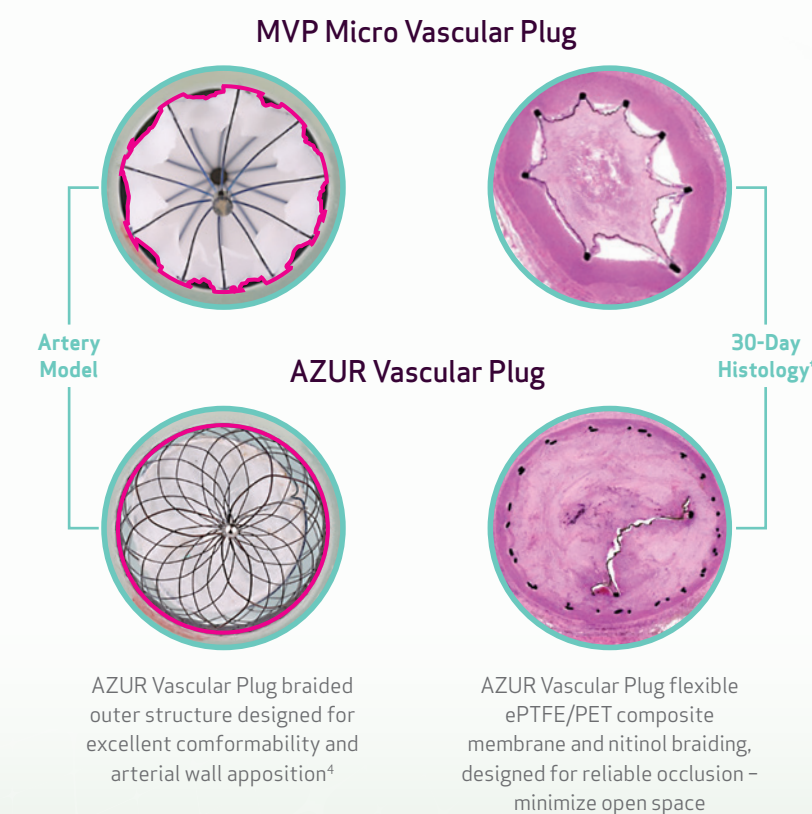 MVP Micro Vascular Plug
Artery
Model
30-Day
Histology
AZUR Vascular Plug
AZUR Vascular Plug braided
outer structure designed for
excellent comformability and
arterial wall apposition⁴
AZUR Vascular Plug flexible
ePTFE/PET composite
membrane and nitinol braiding,
designed for reliable occlusion –
minimize open space